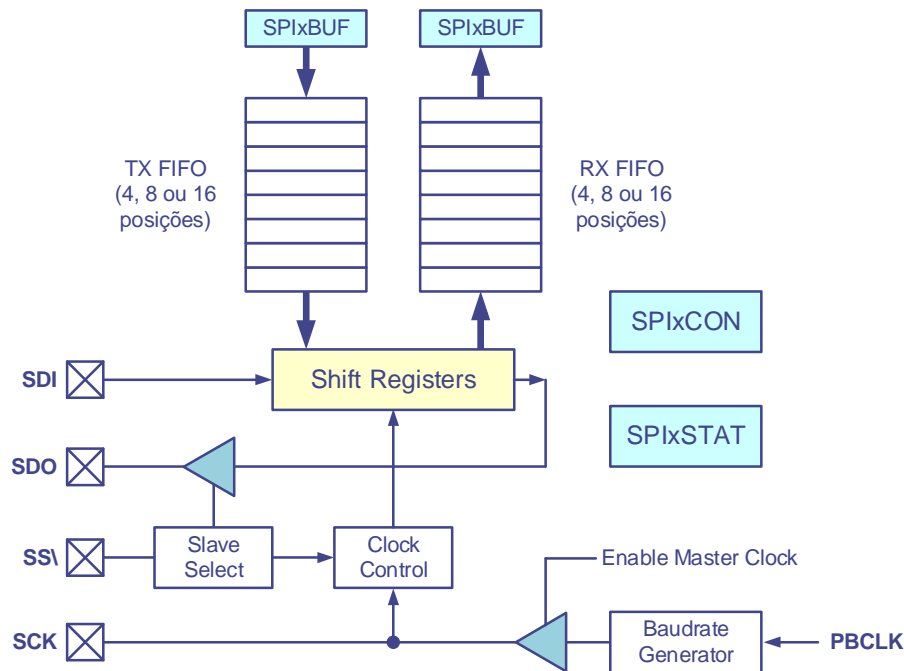 SPIxBUF
SPIxBUF
TX FIFO
(4, 8 ou 16
posições)
RX FIFO
(4, 8 ou 16
posições)
SPIxCON
SDI
Shift Registers
SPIxSTAT
SDO
SS\
Slave
Select
Clock
Control
Enable Master Clock
SCK
Baudrate
Generator
PBCLK